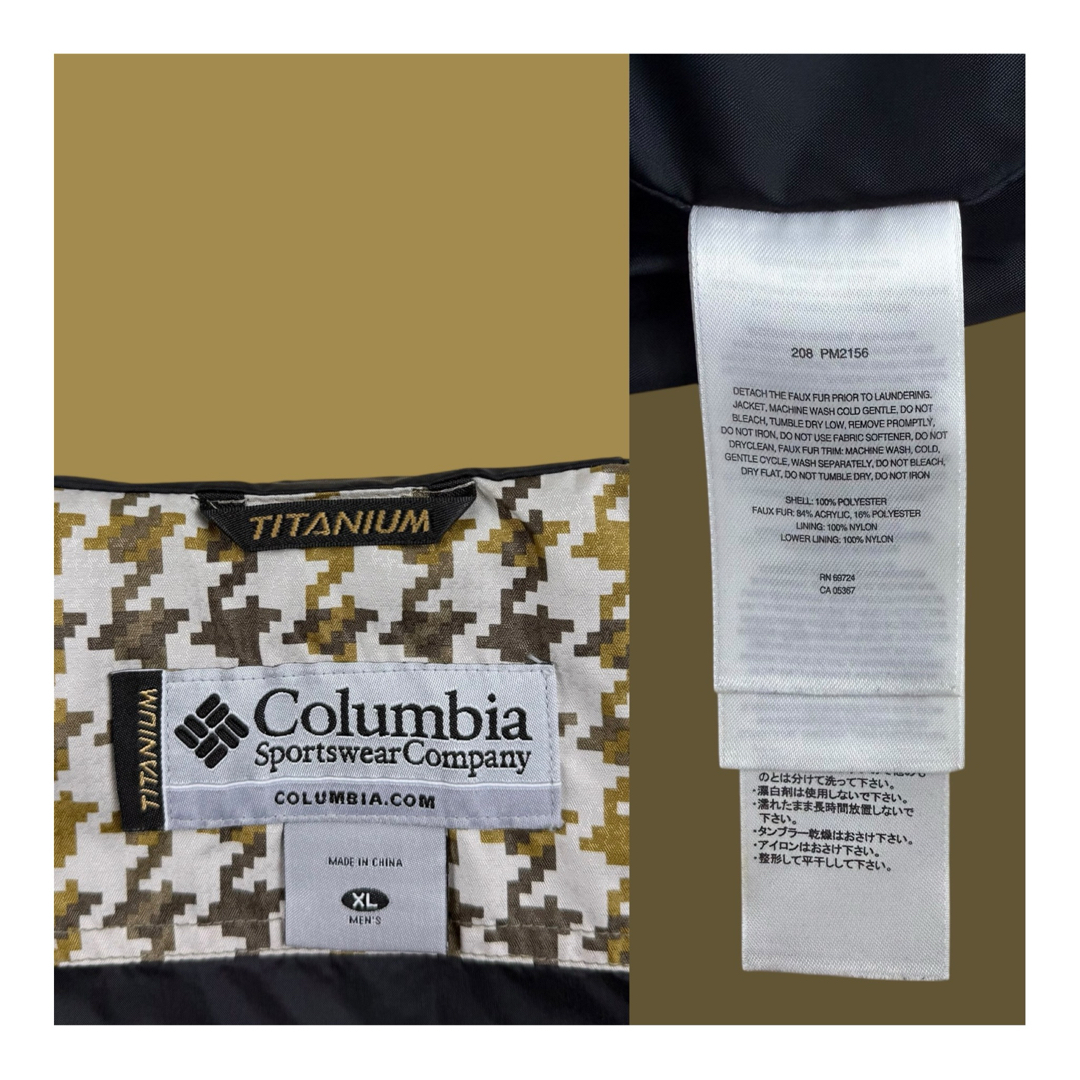 TITANIUM
TITANIUM
Columbia
Sportswear Company
COLUMBIA.COM
MADE IN CHINA
XL
MEN'S
208 PM2156
DETACH THE FAUX FUR PRIOR TO LAUNDERING.
JACKET, MACHINE WASH COLD GENTLE, DO NOT
BLEACH, TUMBLE DRY LOW, REMOVE PROMPTLY,
DO NOT IRON, DO NOT USE FABRIC SOFTENER, DO NOT
DRYCLEAN, FAUX FUR TRIM: MACHINE WASH, COLD,
GENTLE CYCLE, WASH SEPARATELY, DO NOT BLEACH,
DRY FLAT, DO NOT TUMBLE DRY, DO NOT IRON
SHELL: 100% POLYESTER
FAUX FUR: 84% ACRYLIC, 16% POLYESTER
LINING: 100% NYLON
LOWER LINING: 100% NYLON
RN 69724
CA 05367
のとは分けて洗って下さい。
・漂白剤は使用しないで下さい。
・濡れたまま長時間放置しないで
下さい。
・タンブラー乾燥はおさけ下さい。
・アイロンはおさけ下さい。
・整形して平干しして下さい。